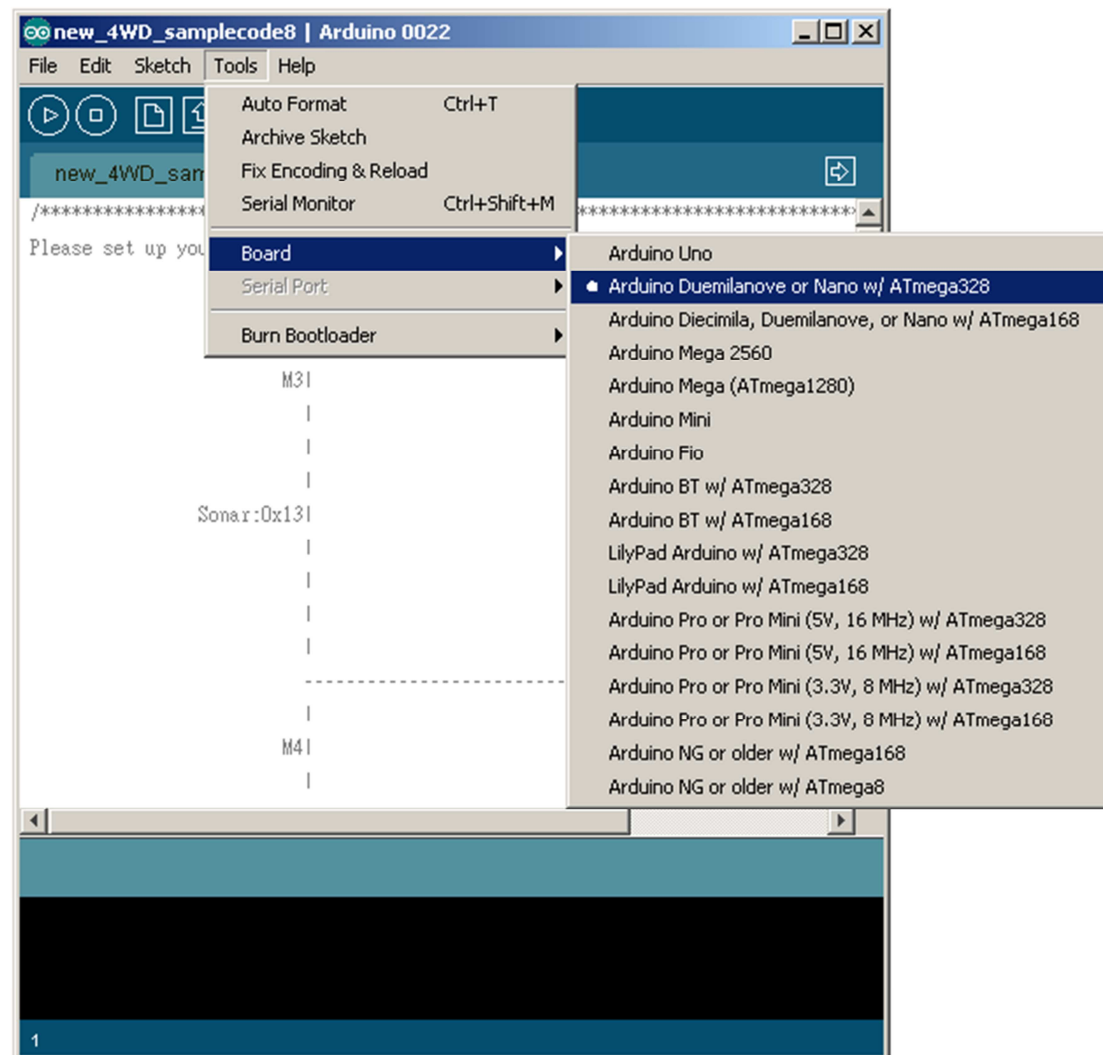 new_4WD_samplecode8 | Arduino 0022
File Edit Sketch Tools Help
Auto Format Ctrl+T
Archive Sketch
Fix Encoding & Reload
Serial Monitor Ctrl+Shift+M
Board
Serial Port
Burn Bootloader
new_4WD_sam
/**************** **************************
Please set up you
Arduino Uno
Arduino Duemilanove or Nano w/ ATmega328
Arduino Diecimila, Duemilanove, or Nano w/ ATmega168
Arduino Mega 2560
Arduino Mega (ATmega1280)
Arduino Mini
Arduino Fio
Arduino BT w/ ATmega328
Arduino BT w/ ATmega168
LilyPad Arduino w/ ATmega328
LilyPad Arduino w/ ATmega168
Arduino Pro or Pro Mini (5V, 16 MHz) w/ ATmega328
Arduino Pro or Pro Mini (5V, 16 MHz) w/ ATmega168
Arduino Pro or Pro Mini (3.3V, 8 MHz) w/ ATmega328
Arduino Pro or Pro Mini (3.3V, 8 MHz) w/ ATmega168
Arduino NG or older w/ ATmega168
Arduino NG or older w/ ATmega8
M3|
|
|
|
Sonar:0x13|
|
|
|
|
--------------------------
|
M4|
|
1